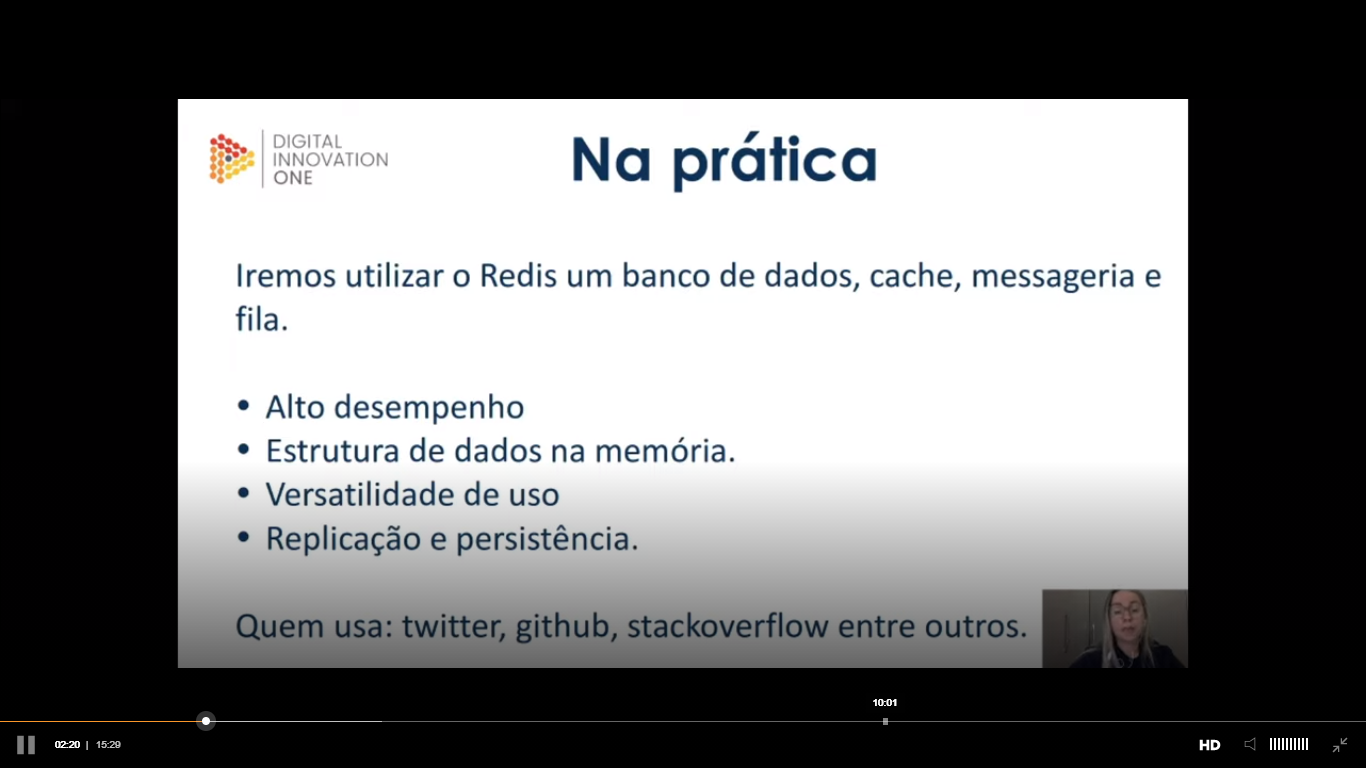 DIGITAL
INNOVATION
ONE
Na prática
Iremos utilizar o Redis um banco de dados, cache, messageria e
fila.
• Alto desempenho
• Estrutura de dados na memória.
• Versatilidade de uso
• Replicação e persistência.
Quem usa: twitter, github, stackoverflow entre outros.
10:01
02:20 | 15:29
HD